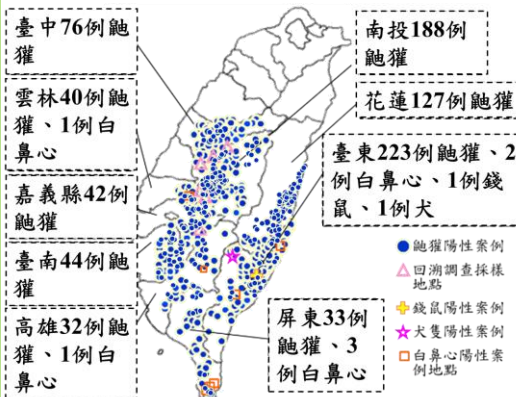 臺中76例鼬
獾
雲林40例鼬
獾、1例白
鼻心
嘉義縣42例
鼬獾
臺南44例鼬
獾
高雄32例鼬
獾、1例白
鼻心
南投188例
鼬獾
花蓮127例鼬獾
臺東223例鼬獾、2
例白鼻心、1例錢
鼠、1例犬
屏東33例
鼬獾、3
例白鼻心
鼬獾陽性案例
回溯調查採樣
地點
錢鼠陽性案例
犬隻陽性案例
白鼻心陽性案
例地點